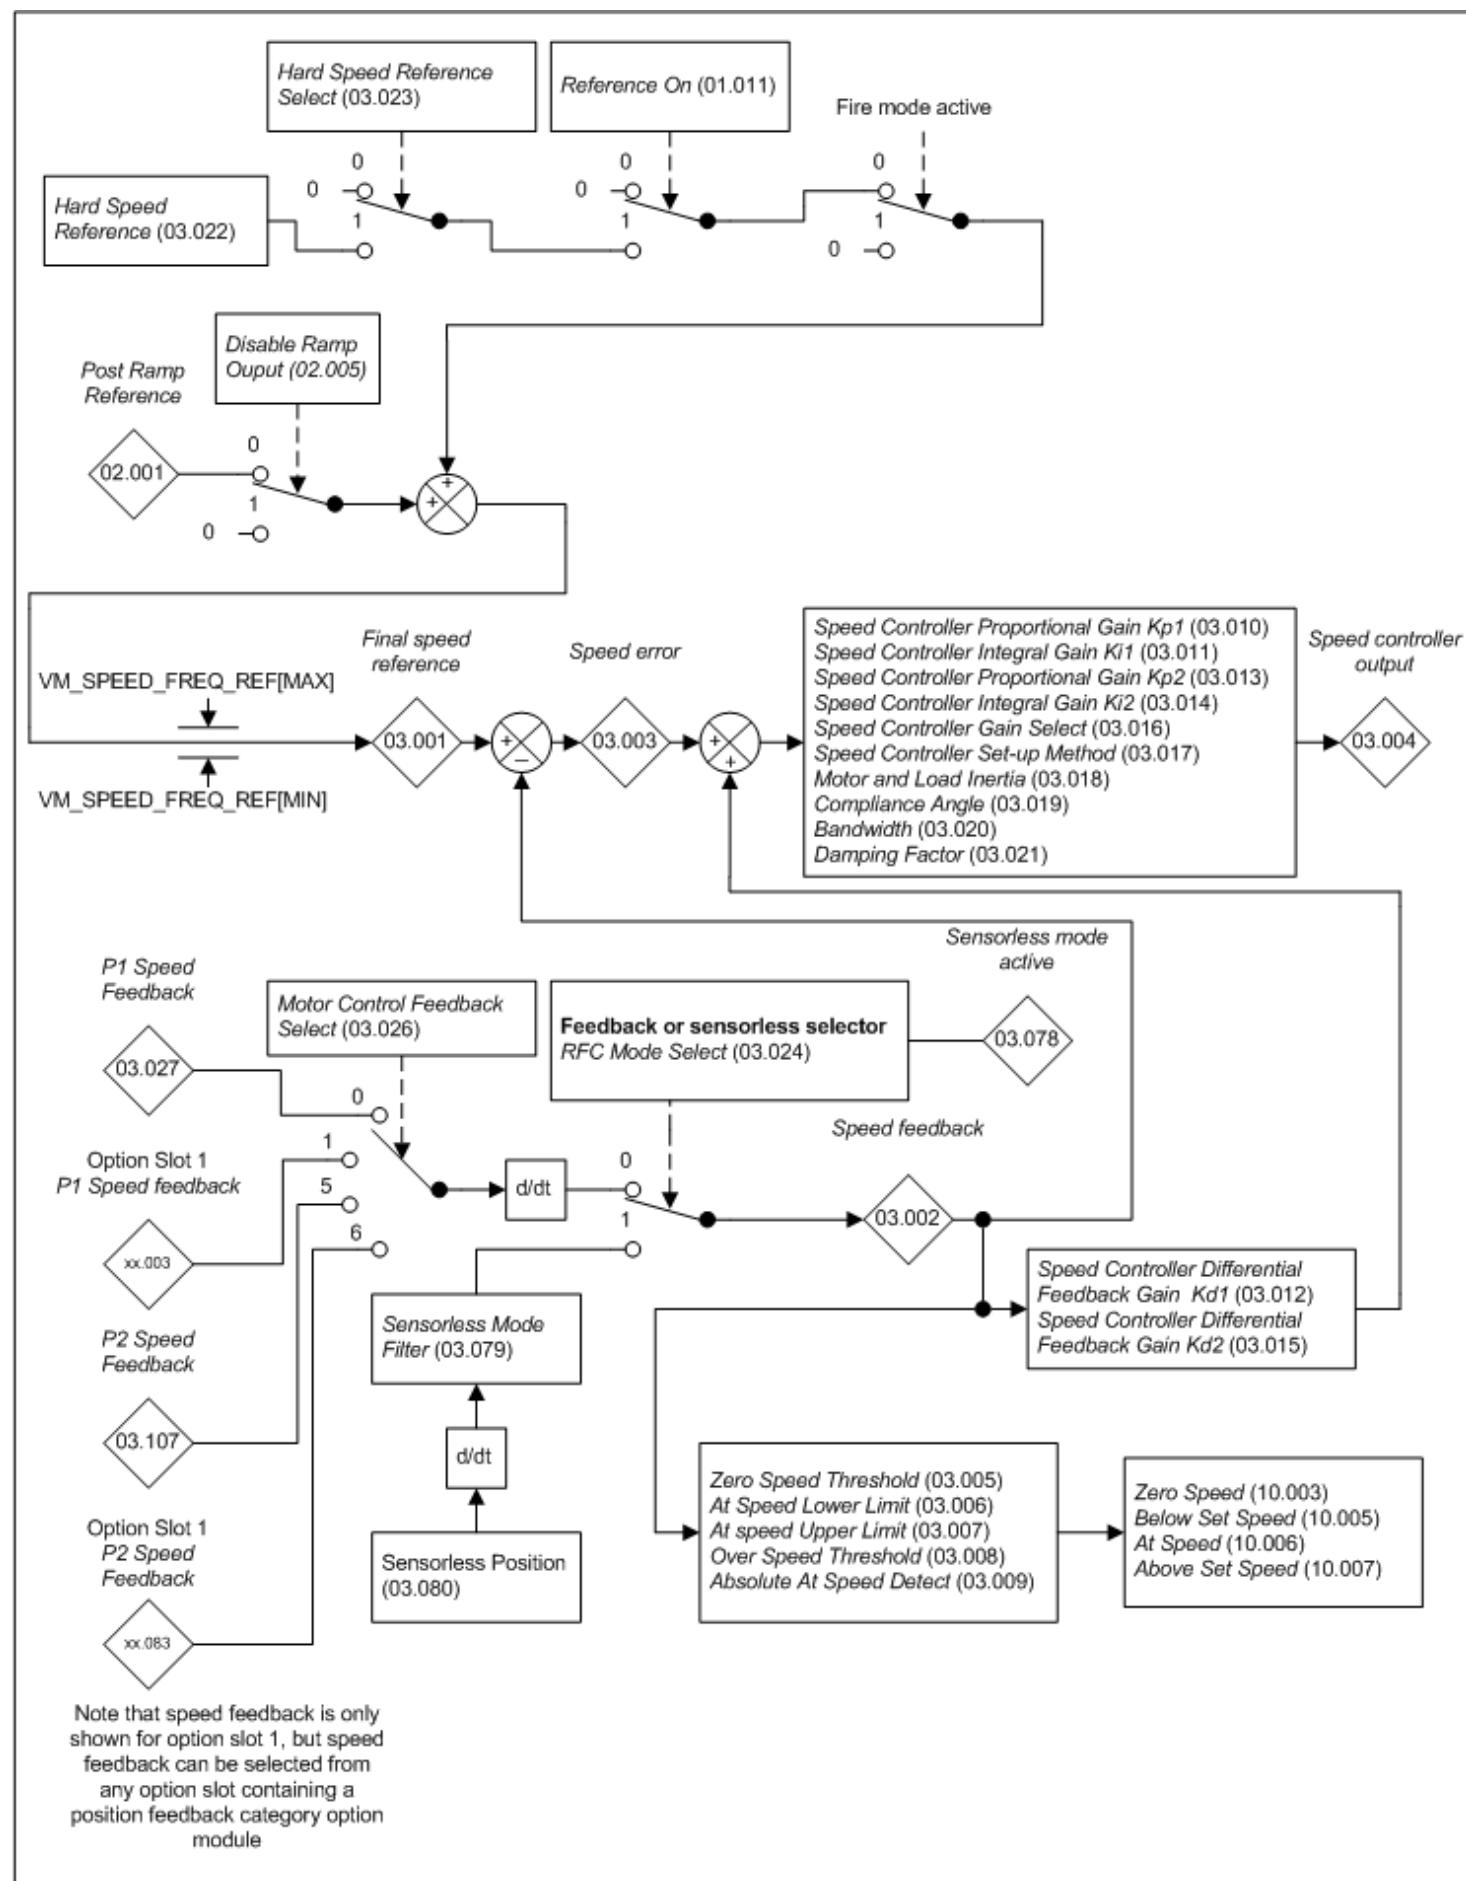 Hard Speed Reference
Select (03.023)
Reference On (01.011)
Fire mode active
0
0
0
0
0
1
1
1
0
Hard Speed
Reference (03.022)
Disable Ramp
Ouput (02.005)
Post Ramp
Reference
02.001
0
1
0
+
+
Final speed
reference
Speed error
VM_SPEED_FREQ_REF[MAX]
VM_SPEED_FREQ_REF[MIN]
03.001
+
–
03.003
+
+
Speed Controller Proportional Gain Kp1 (03.010)
Speed Controller Integral Gain Ki1 (03.011)
Speed Controller Proportional Gain Kp2 (03.013)
Speed Controller Integral Gain Ki2 (03.014)
Speed Controller Gain Select (03.016)
Speed Controller Set-up Method (03.017)
Motor and Load Inertia (03.018)
Compliance Angle (03.019)
Bandwidth (03.020)
Damping Factor (03.021)
Speed controller
output
03.004
Sensorless mode
active
03.078
P1 Speed
Feedback
03.027
Motor Control Feedback
Select (03.026)
Feedback or sensorless selector
RFC Mode Select (03.024)
0
1
5
6
Option Slot 1
P1 Speed feedback
xx.003
d/dt
0
1
Speed feedback
03.002
P2 Speed
Feedback
03.107
Sensorless Mode
Filter (03.079)
d/dt
Sensorless Position
(03.080)
Speed Controller Differential
Feedback Gain Kd1 (03.012)
Speed Controller Differential
Feedback Gain Kd2 (03.015)
Option Slot 1
P2 Speed
Feedback
xx.083
Zero Speed Threshold (03.005)
At Speed Lower Limit (03.006)
At speed Upper Limit (03.007)
Over Speed Threshold (03.008)
Absolute At Speed Detect (03.009)
Zero Speed (10.003)
Below Set Speed (10.005)
At Speed (10.006)
Above Set Speed (10.007)
Note that speed feedback is only
shown for option slot 1, but speed
feedback can be selected from
any option slot containing a
position feedback category option
module